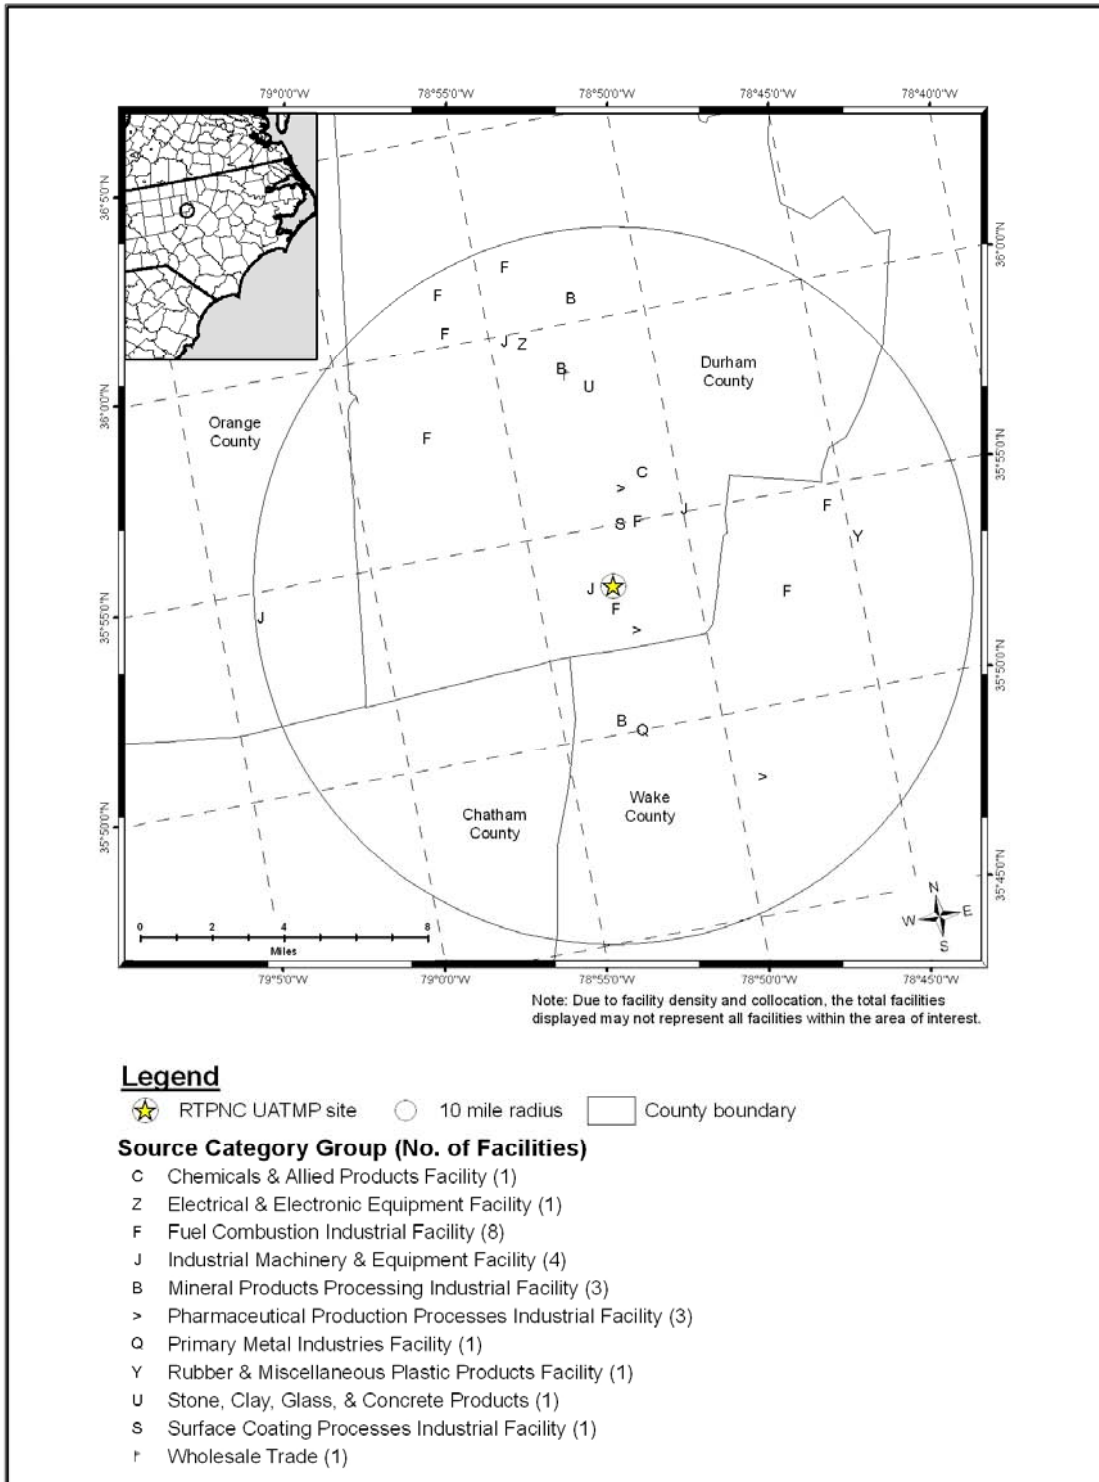 79°0'0"W 78°55'0"W 78°50'0"W 78°45'0"W 78°40'0"W
36°5'0"N
36°0'0"N
F
F
B
F
J
Z
B
U
Durham
County
36°0'0"N
Orange
County
F
35°55'0"N
C
>
S
F
J
F
Y
J
F
F
J
>
35°55'0"N
35°50'0"N
B
Q
>
Chatham
County
Wake
County
35°50'0"N
35°45'0"N
N
W E
S
0 2 4 8
Miles
79°5'0"W 79°0'0"W 78°55'0"W 78°50'0"W 78°45'0"W
Note: Due to facility density and collocation, the total facilities
displayed may not represent all facilities within the area of interest.
Legend
RTPNC UATMP site 10 mile radius County boundary
Source Category Group (No. of Facilities)
C Chemicals & Allied Products Facility (1)
Z Electrical & Electronic Equipment Facility (1)
F Fuel Combustion Industrial Facility (8)
J Industrial Machinery & Equipment Facility (4)
B Mineral Products Processing Industrial Facility (3)
> Pharmaceutical Production Processes Industrial Facility (3)
Q Primary Metal Industries Facility (1)
Y Rubber & Miscellaneous Plastic Products Facility (1)
U Stone, Clay, Glass, & Concrete Products (1)
S Surface Coating Processes Industrial Facility (1)
Wholesale Trade (1)